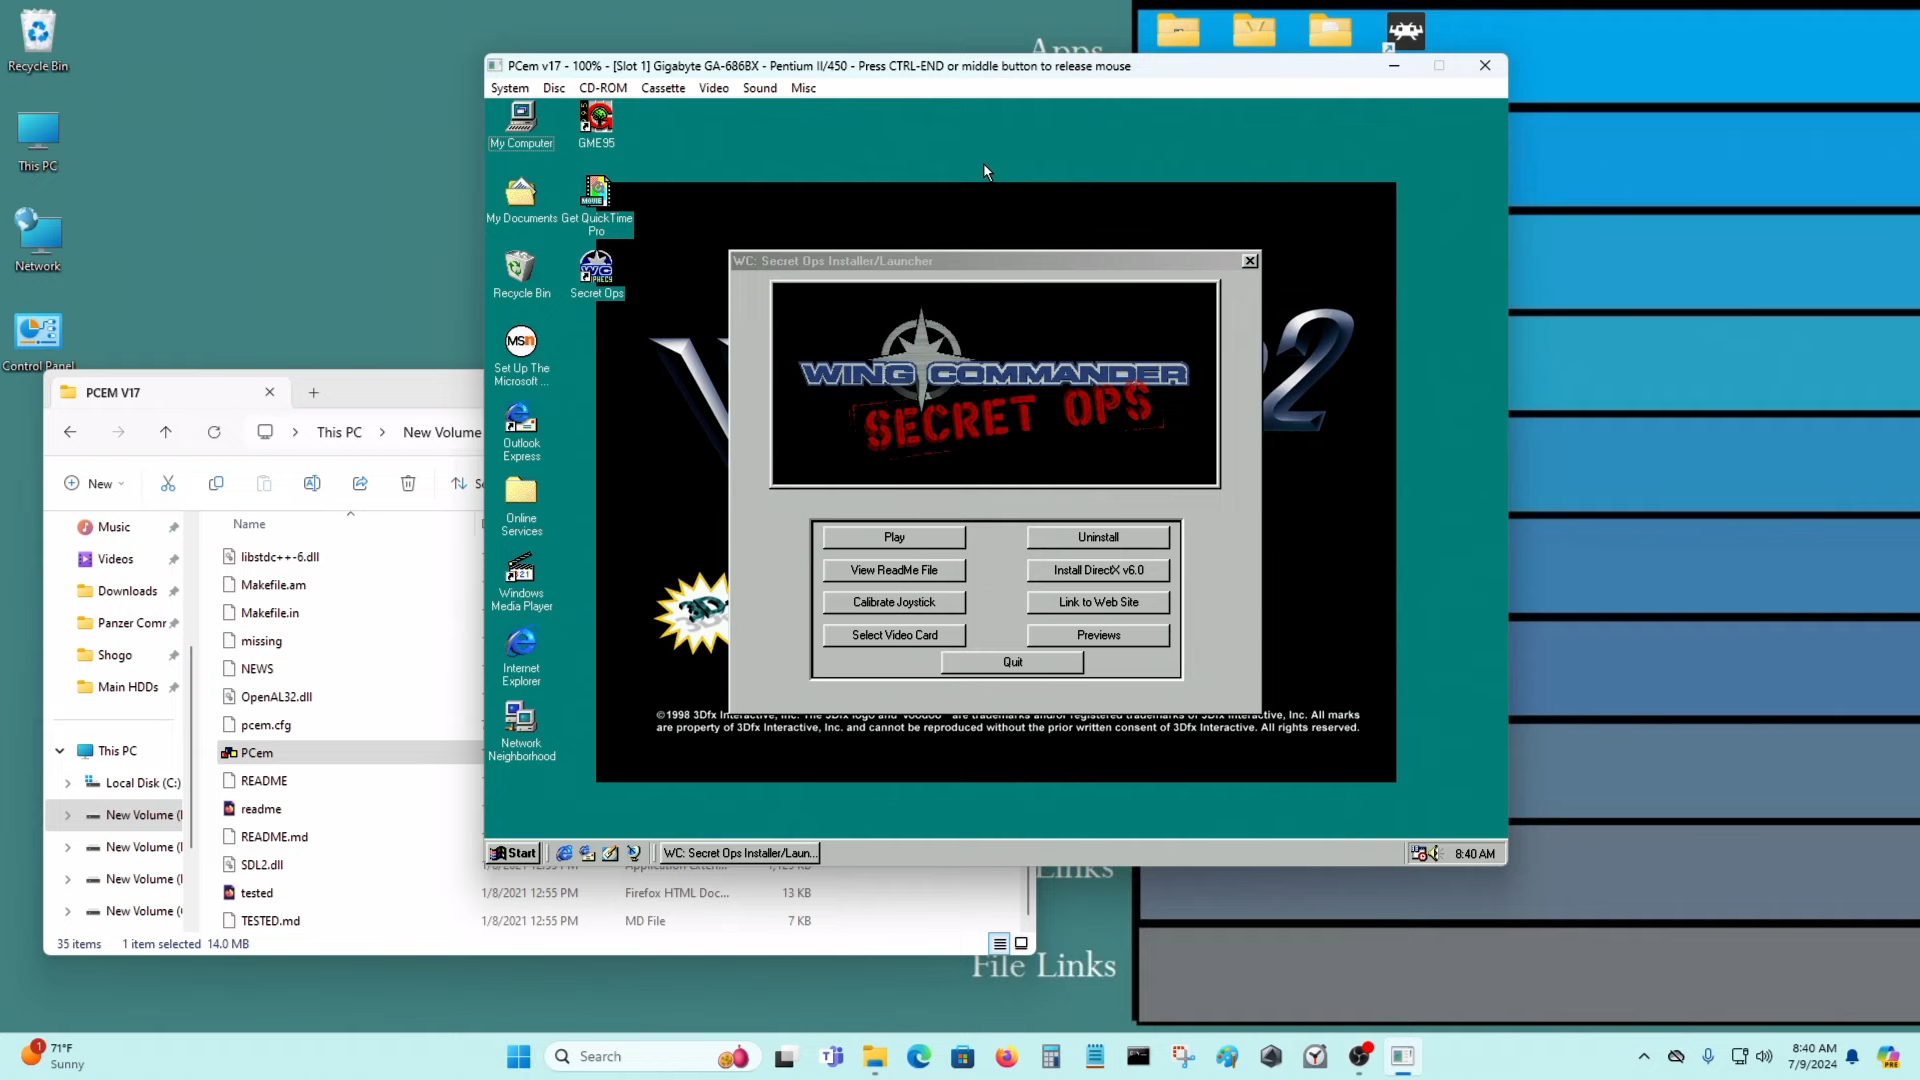 Recycle Bin
This PC
Network
Control Panel
Apps
PCem v17 - 100% - [Slot 1] Gigabyte GA-686BX - Pentium II/450 - Press CTRL-END or middle button to release mouse
System Disc CD-ROM Cassette Video Sound Misc
My Computer
GME95
My Documents
Get QuickTime
Pro
MOVIE
Recycle Bin
Secret Ops
msn
Set Up The
Microsoft ...
Outlook
Express
Online
Services
Windows
Media Player
Internet
Explorer
Network
Neighborhood
WC: Secret Ops Installer/Launcher
WING COMMANDER
SECRET OPS
Play
Uninstall
View ReadMe File
Install DirectX v6.0
Calibrate Joystick
Link to Web Site
Select Video Card
Previews
Quit
2
3D
are property of 3Dfx Interactive, Inc. and cannot be reproduced without the prior written consent of 3Dfx Interactive. All rights reserved.
Start
WC: Secret Ops Installer/Laun...
8:40 AM
PCEM V17
This PC
New Volume
New
Name
Music
Videos
Downloads
Panzer Comr
Shogo
Main HDDs
This PC
Local Disk (C:)
New Volume (
New Volume (
New Volume (
New Volume (
libstdc++-6.dll
Makefile.am
Makefile.in
missing
NEWS
OpenAL32.dll
pcem.cfg
PCem
README
readme
README.md
SDL2.dll
tested
1/8/2021 12:55 PM
Firefox HTML Doc...
13 KB
TESTED.md
1/8/2021 12:55 PM
MD File
7 KB
35 items 1 item selected 14.0 MB
Links
File Links
1
71°F
Sunny
Search
8:40 AM
7/9/2024
PRE